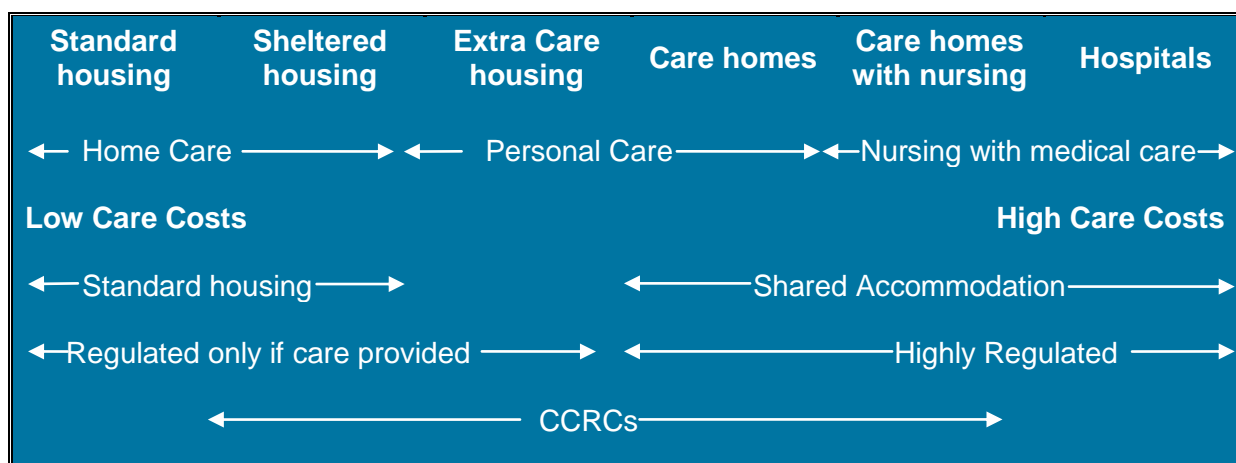 Standard housing
Sheltered housing
Extra Care housing
Care homes
Care homes with nursing
Hospitals
Home Care
Personal Care
Nursing with medical care
Low Care Costs
High Care Costs
Standard housing
Shared Accommodation
Regulated only if care provided
Highly Regulated
CCRCs